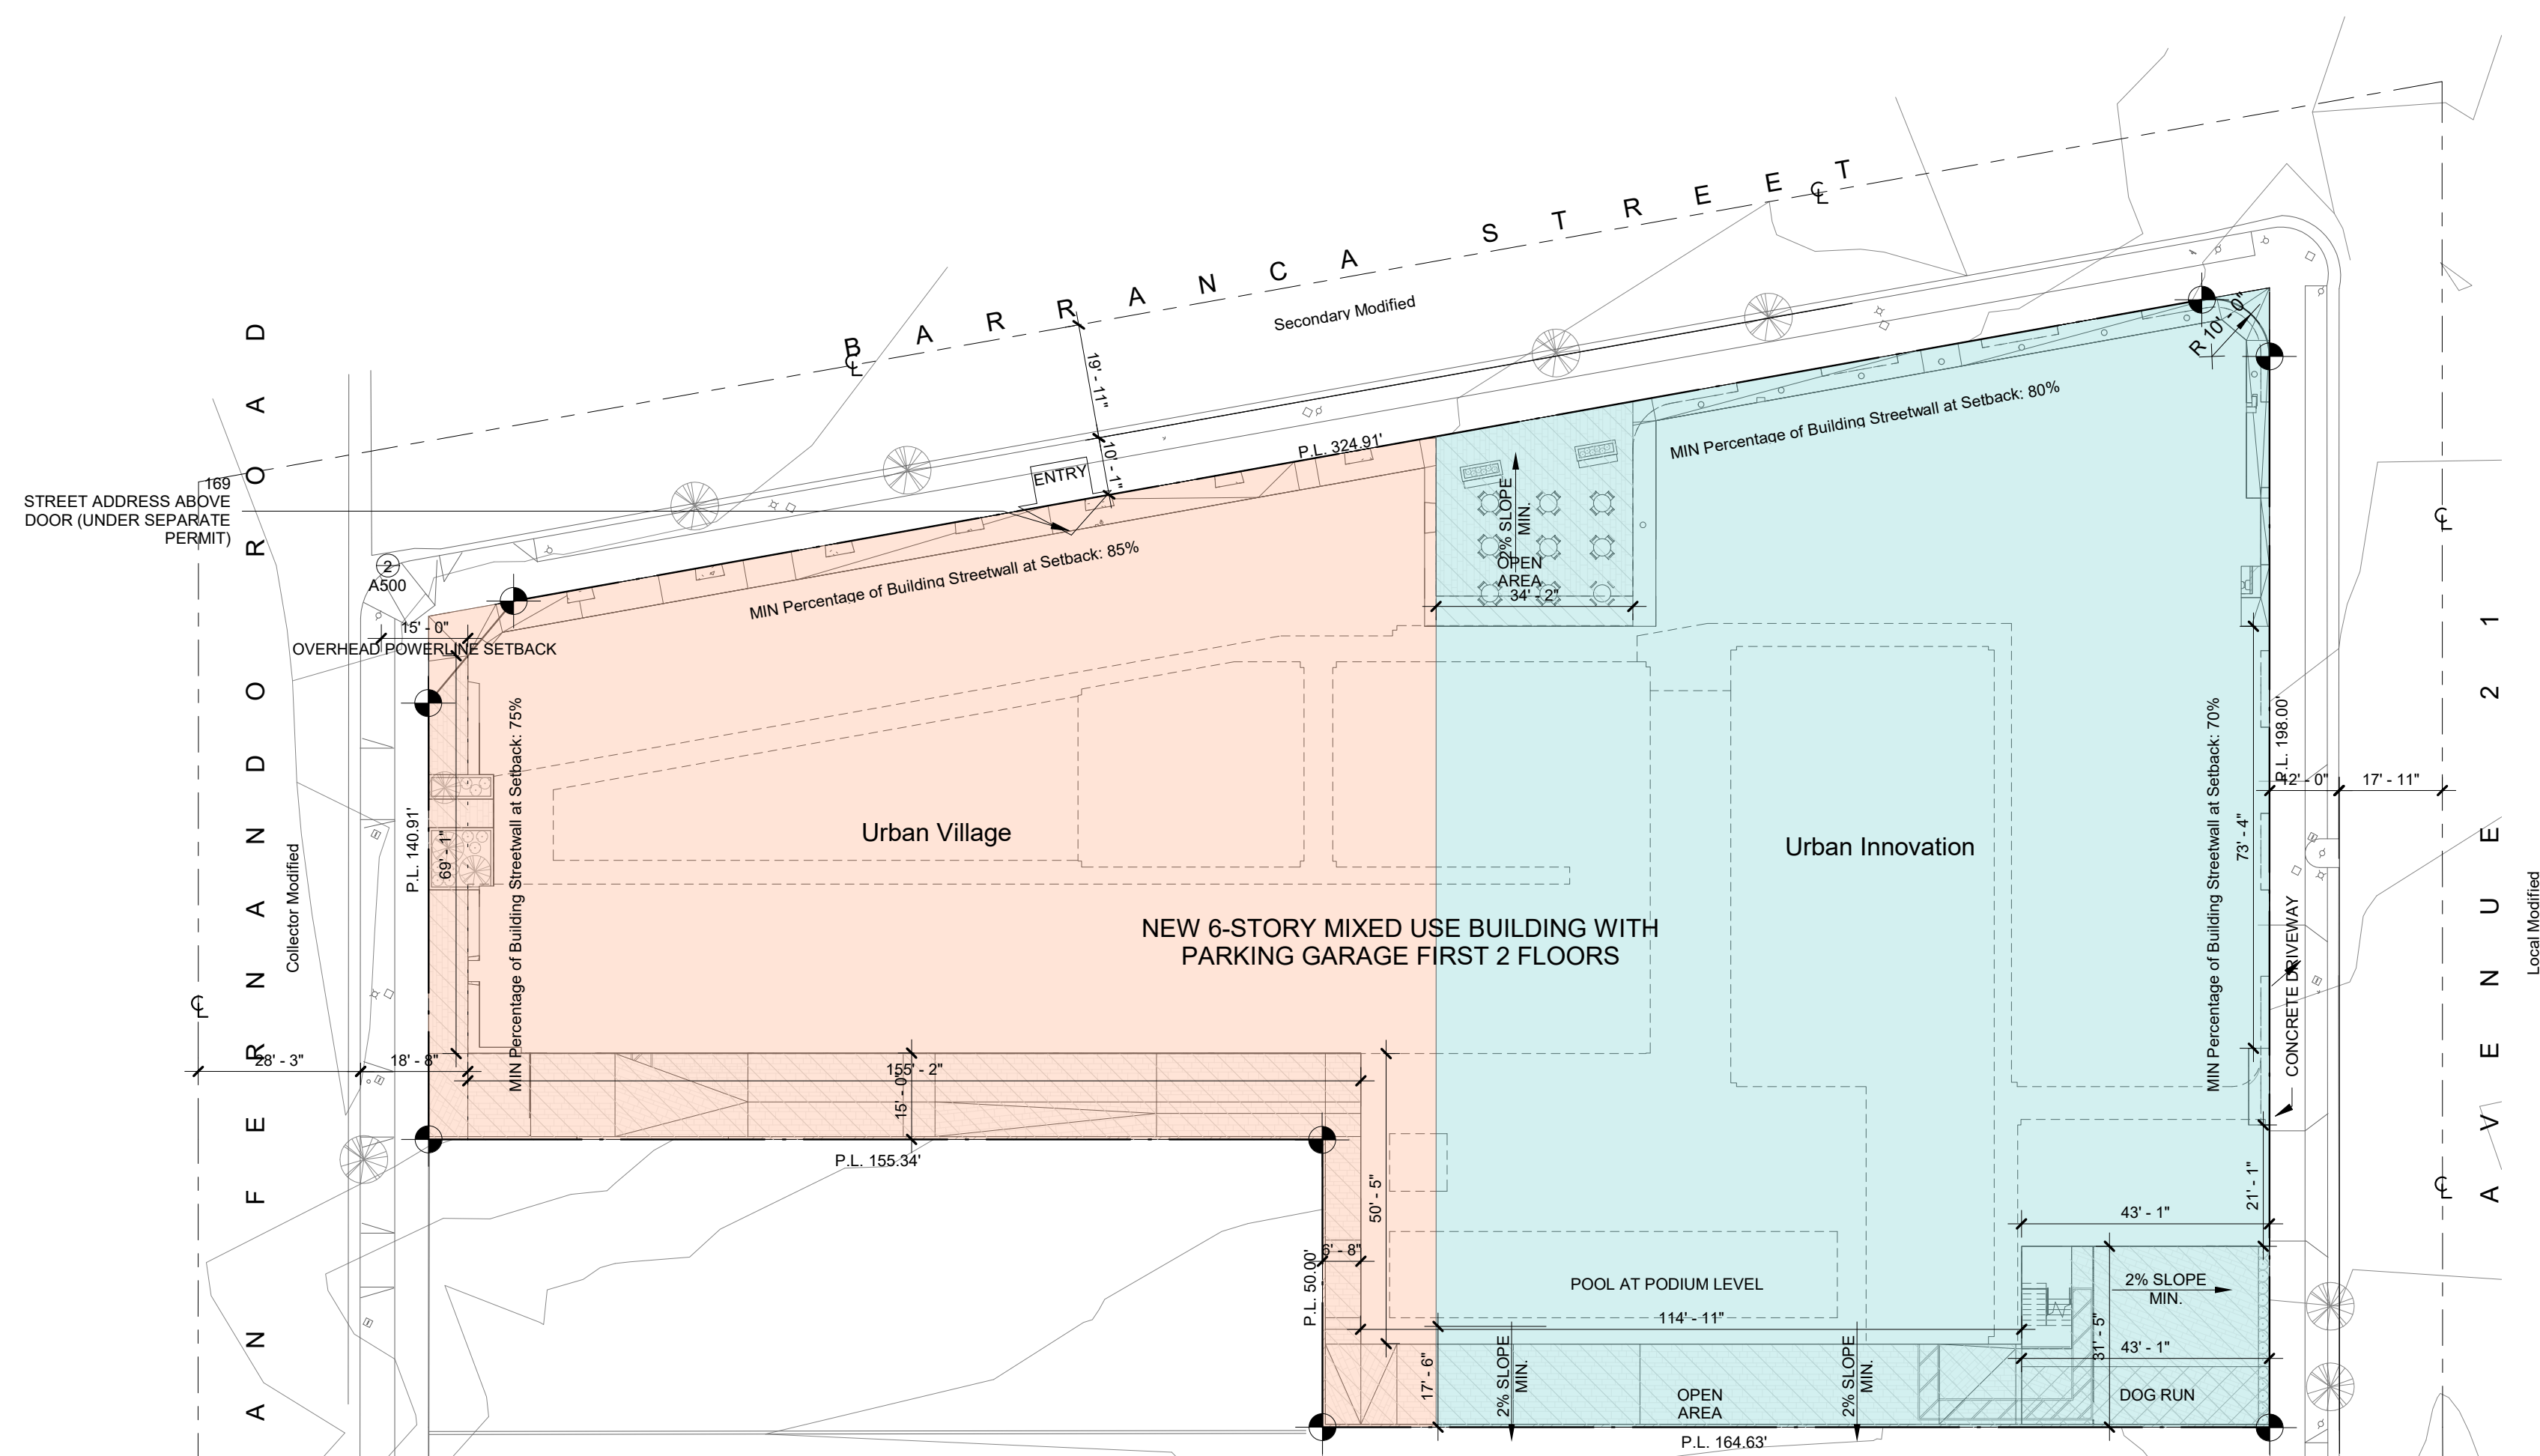 BARRANCA STREET
Secondary Modified
19' - 11"
10' - 1"
P.L. 324.91'
ENTRY
R 10' - 0"
169
STREET ADDRESS ABOVE
DOOR (UNDER SEPARATE
PERMIT)
2
A500
15' - 0"
OVERHEAD POWERLINE SETBACK
MIN Percentage of Building Streetwall at Setback: 85%
MIN Percentage of Building Streetwall at Setback: 80%
2% SLOPE
MIN.
OPEN
AREA
34' - 2"
AN FERNANDO ROAD
Collector Modified
P.L. 140.91'
69' - 1"
MIN Percentage of Building Streetwall at Setback: 75%
Urban Village
Urban Innovation
NEW 6-STORY MIXED USE BUILDING WITH
PARKING GARAGE FIRST 2 FLOORS
MIN Percentage of Building Streetwall at Setback: 70%
73' - 4"
P.L. 198.00'
17' - 11"
CONCRETE DRIVEWAY
AVENUE 21
Local Modified
28' - 3"
18' - 8"
155' - 2"
15' - 0"
P.L. 155.34'
50' - 5"
6' - 8"
P.L. 50.00'
21' - 1"
43' - 1"
POOL AT PODIUM LEVEL
114' - 11"
2% SLOPE
MIN.
31' - 5"
43' - 1"
17' - 6"
2% SLOPE
MIN.
OPEN
AREA
2% SLOPE
MIN.
DOG RUN
P.L. 164.63'